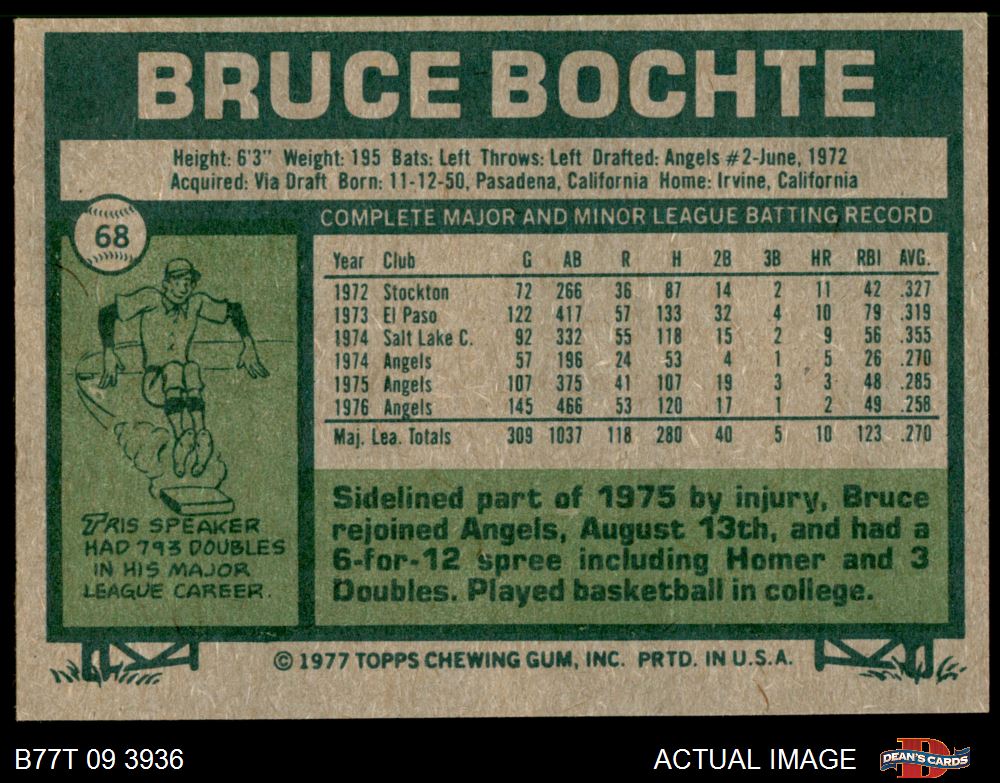 BRUCE BOCHTE
Height: 6'3" Weight: 195 Bats: Left Throws: Left Drafted: Angels #2-June, 1972
Acquired: Via Draft Born: 11-12-50, Pasadena, California Home: Irvine, California
68
COMPLETE MAJOR AND MINOR LEAGUE BATTING RECORD
Year Club G AB R H 2B 3B HR RBI AVG.
1972 Stockton 72 266 36 87 14 2 11 42 .327
1973 El Paso 122 417 57 133 32 4 10 79 .319
1974 Salt Lake C. 92 332 55 118 15 2 9 56 .355
1974 Angels 57 196 24 53 4 1 5 26 .270
1975 Angels 107 375 41 107 19 3 3 48 .285
1976 Angels 145 466 53 120 17 1 2 49 .258
Maj. Lea. Totals 309 1037 118 280 40 5 10 123 .270
TRIS SPEAKER
HAD 793 DOUBLES
IN HIS MAJOR
LEAGUE CAREER.
Sidelined part of 1975 by injury, Bruce
rejoined Angels, August 13th, and had a
6-for-12 spree including Homer and 3
Doubles. Played basketball in college.
© 1977 TOPPS CHEWING GUM, INC. PRTD. IN U.S.A.
B77T 09 3936
ACTUAL IMAGE
DEAN'S CARDS